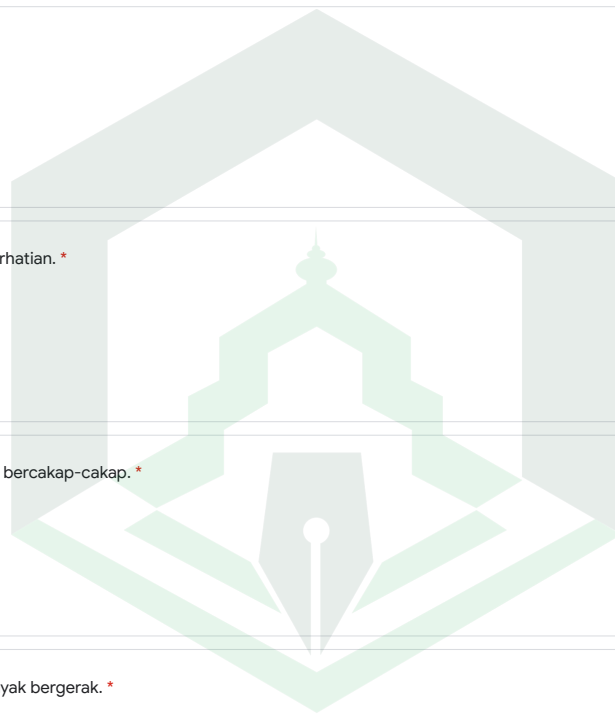 rhatian. *
bercakap-cakap. *
yak bergerak. *